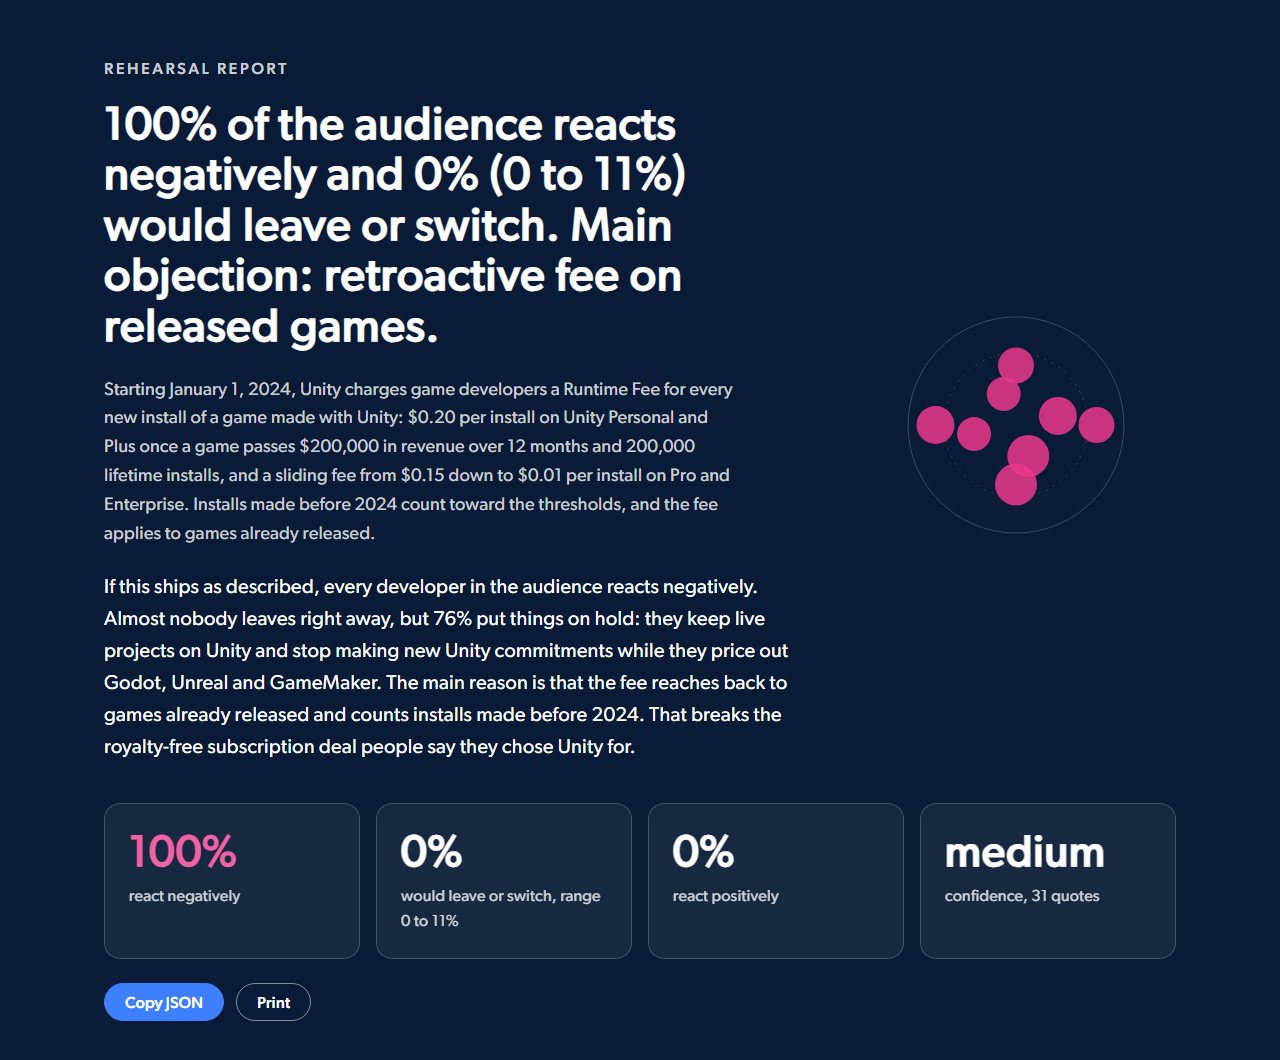 REHEARSAL REPORT
100% of the audience reacts
negatively and 0% (0 to 11%)
would leave or switch. Main
objection: retroactive fee on
released games.
Starting January 1, 2024, Unity charges game developers a Runtime Fee for every
new install of a game made with Unity: $0.20 per install on Unity Personal and
Plus once a game passes $200,000 in revenue over 12 months and 200,000
lifetime installs, and a sliding fee from $0.15 down to $0.01 per install on Pro and
Enterprise. Installs made before 2024 count toward the thresholds, and the fee
applies to games already released.
If this ships as described, every developer in the audience reacts negatively.
Almost nobody leaves right away, but 76% put things on hold: they keep live
projects on Unity and stop making new Unity commitments while they price out
Godot, Unreal and GameMaker. The main reason is that the fee reaches back to
games already released and counts installs made before 2024. That breaks the
royalty-free subscription deal people say they chose Unity for.
100%
react negatively
0%
would leave or switch, range
0 to 11%
0%
react positively
medium
confidence, 31 quotes
Copy JSON
Print